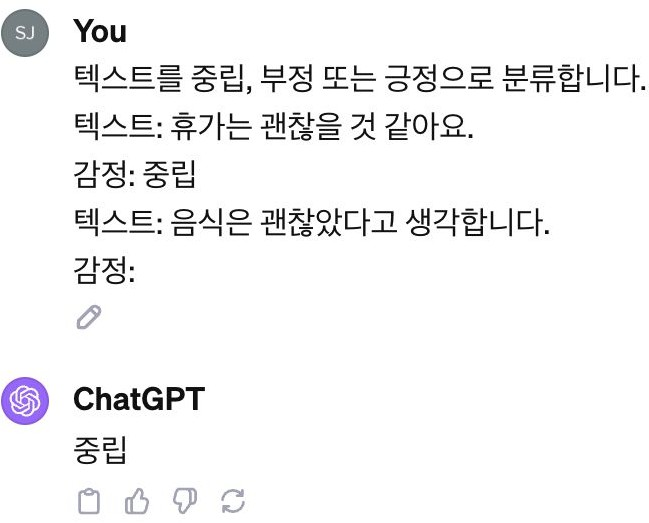 SJ
You
텍스트를 중립, 부정 또는 긍정으로 분류합니다.
텍스트: 휴가는 괜찮을 것 같아요.
감정: 중립
텍스트: 음식은 괜찮았다고 생각합니다.
감정:
ChatGPT
중립